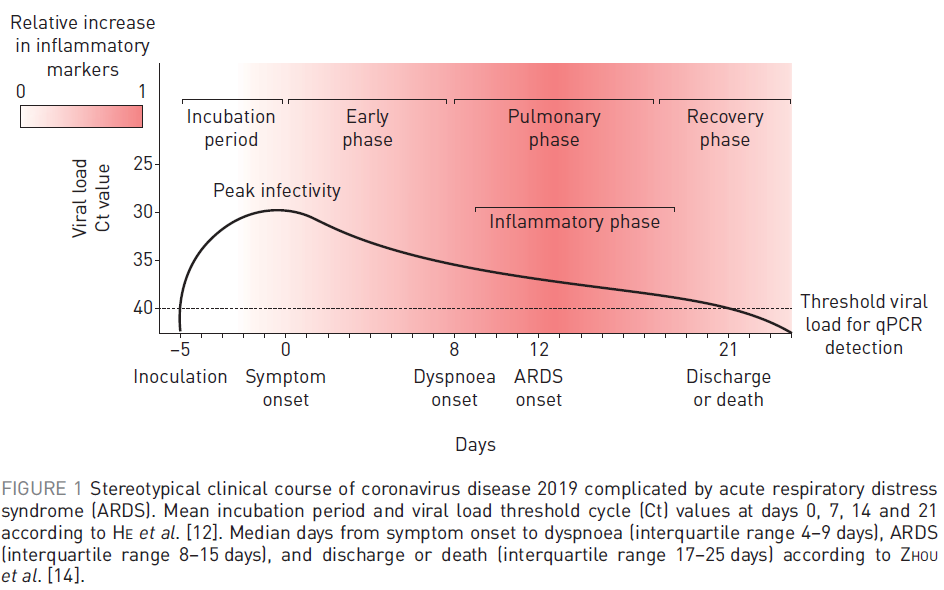 Relative increase
in inflammatory
markers
0 1
Incubation
period
Early
phase
Pulmonary
phase
Recovery
phase
Viral load
Ct value
25
30
35
40
Peak infectivity
Inflammatory phase
Threshold viral
load for qPCR
detection
–5 0 8 12 21
Inoculation
Symptom
onset
Dyspnoea
onset
ARDS
onset
Discharge
or death
Days
FIGURE 1 Stereotypical clinical course of coronavirus disease 2019 complicated by acute respiratory distress
syndrome (ARDS). Mean incubation period and viral load threshold cycle (Ct) values at days 0, 7, 14 and 21
according to HE et al. [12]. Median days from symptom onset to dyspnoea (interquartile range 4–9 days), ARDS
(interquartile range 8–15 days), and discharge or death (interquartile range 17–25 days) according to ZHOU
et al. [14].